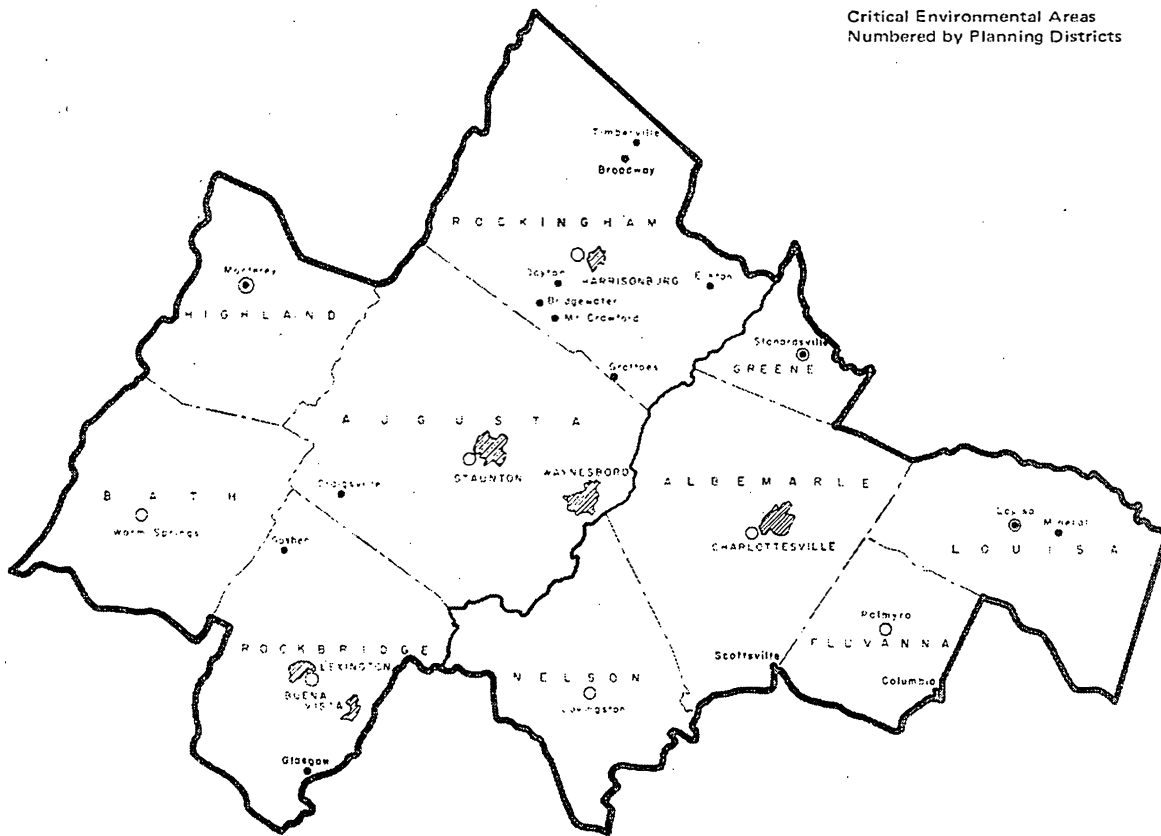 Critical Environmental Areas
Numbered by Planning Districts
Timberville
Broadway
ROCKINGHAM
Monterey
Dayton
HARRISONBURG
Elkton
Bridgewater
HIGHLAND
Mt. Crawford
Stanardsville
GREENE
Grottoes
AUGUSTA
STAUNTON
WAYNESBORO
ALBEMARLE
Craigsville
BATH
Warm Springs
Louisa
Mineral
Goshen
CHARLOTTESVILLE
LOUISA
Palmyra
FLUVANNA
ROCKBRIDGE
LEXINGTON
Scottsville
NELSON
Columbia
BUENA
VISTA
Lovingston
Glasgow